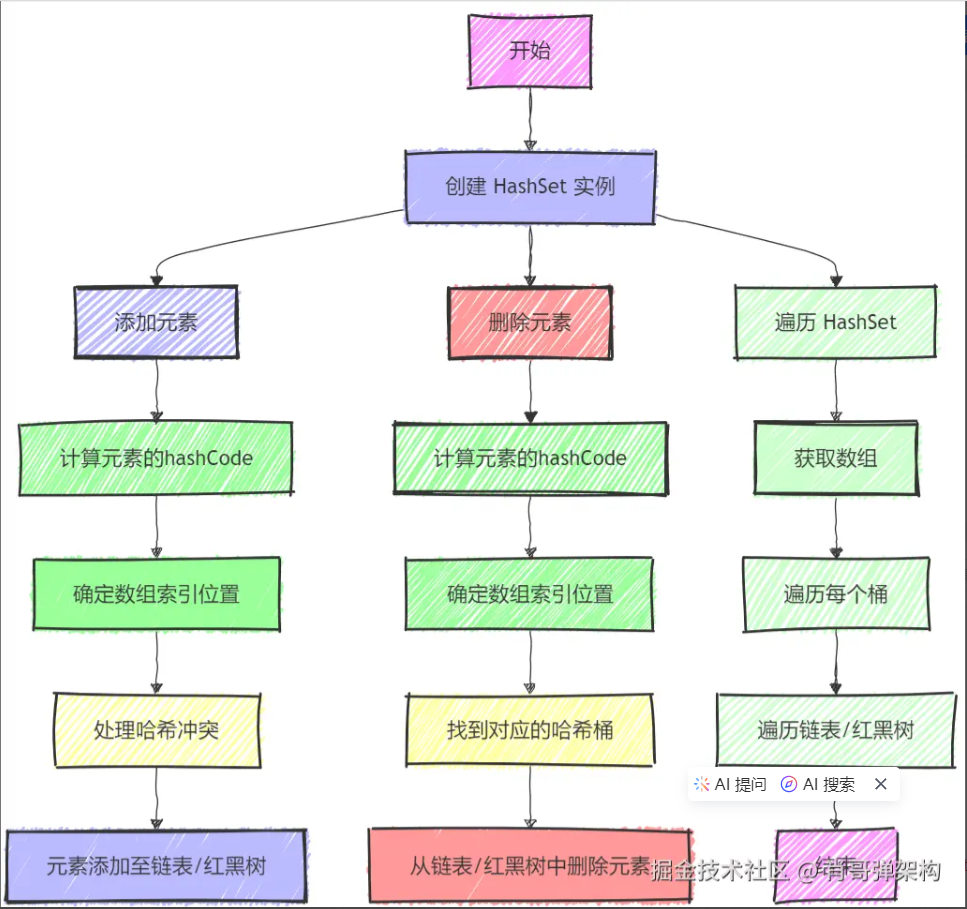 开始
创建 HashSet 实例
添加元素
删除元素
遍历 HashSet
计算元素的hashCode
计算元素的hashCode
获取数组
确定数组索引位置
确定数组索引位置
遍历每个桶
处理哈希冲突
找到对应的哈希桶
遍历链表/红黑树
AI 提问 AI 搜索
元素添加至链表/红黑树
从链表/红黑树中删除元素
结束
掘金技术社区 @肖哥弹架构